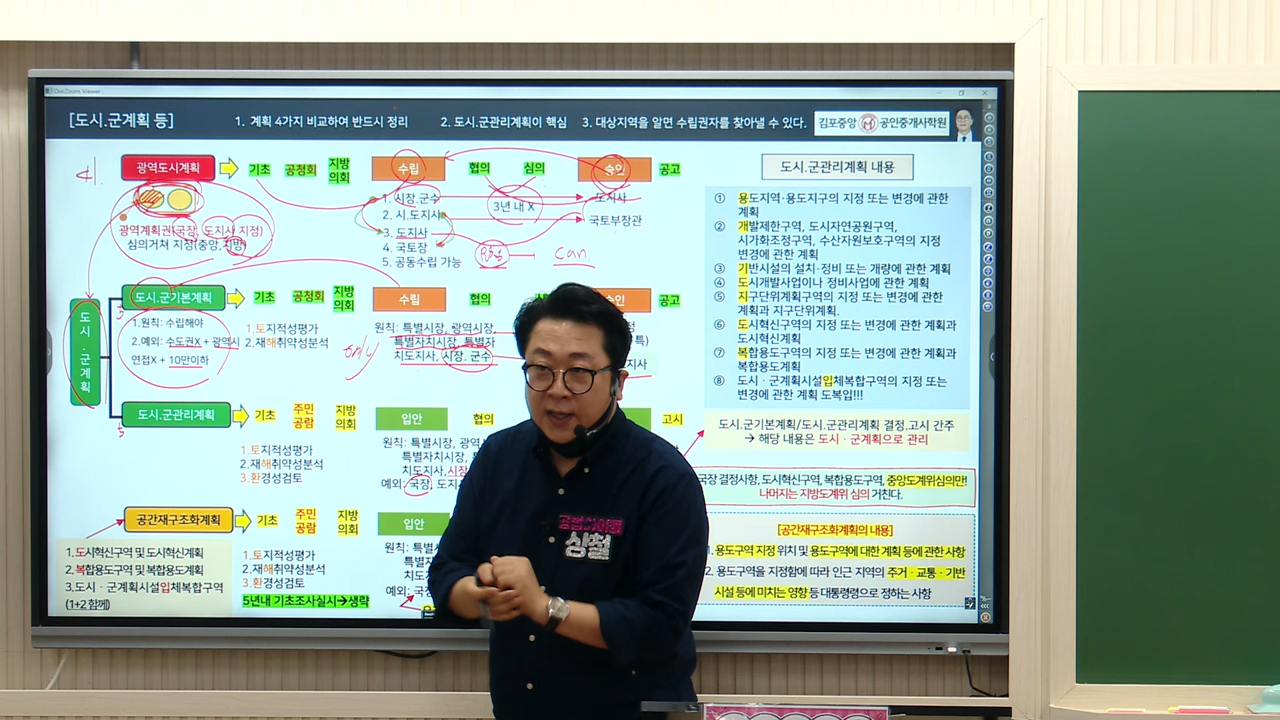 DocZoom Viewer
[도시.군계획 등]
1. 계획 4가지 비교하여 반드시 정리
2. 도시.군관리계획이 핵심
3. 대상지역을 알면 수립권자를 찾아낼 수 있다.
김포중앙 공인중개사학원
광역도시계획
기초
공청회
지방
의회
수립
협의
심의
승인
공고
1. 시장.군수
2. 시.도지사
3. 도지사
4. 국토장
5. 공동수립 가능
3년 내 X
도지사
국토부장관
can
광역계획권(국장, 도지사 지정)
심의거쳐 지정(중앙,지방)
도시·군계획
도시.군기본계획
기초
공청회
지방
의회
수립
협의
승인
공고
1.원칙: 수립해야
2.예외: 수도권X + 광역시
연접X + 10만이하
1.토지적성평가
2.재해취약성분석
only
원칙: 특별시장, 광역시장,
특별자치시장, 특별자
치도지사, 시장. 군수
도시.군관리계획
기초
주민
공람
지방
의회
입안
협의
고시
1.토지적성평가
2.재해취약성분석
3.환경성검토
원칙: 특별시장, 광역시
특별자치시장,
치도지사, 시장
예외: 국장, 도지
공간재구조화계획
기초
주민
공람
지방
의회
입안
1.도시혁신구역 및 도시혁신계획
2.복합용도구역 및 복합용도계획
3.도시ㆍ군계획시설입체복합구역
(1+2 함께)
1.토지적성평가
2.재해취약성분석
3.환경성검토
5년내 기초조사실시→생략
도시.군관리계획 내용
① 용도지역·용도지구의 지정 또는 변경에 관한
계획
② 개발제한구역, 도시자연공원구역,
시가화조정구역, 수산자원보호구역의 지정
변경에 관한 계획
③ 기반시설의 설치·정비 또는 개량에 관한 계획
④ 도시개발사업이나 정비사업에 관한 계획
⑤ 지구단위계획구역의 지정 또는 변경에 관한
계획과 지구단위계획.
⑥ 도시혁신구역의 지정 또는 변경에 관한 계획과
도시혁신계획
⑦ 복합용도구역의 지정 또는 변경에 관한 계획과
복합용도계획
⑧ 도시ㆍ군계획시설입체복합구역의 지정 또는
변경에 관한 계획 도복입!!!
도시.군기본계획/도시.군관리계획 결정.고시 간주
→ 해당 내용은 도시ㆍ군계획으로 관리
국장 결정사항, 도시혁신구역, 복합용도구역, 중앙도계위심의만!
나머지는 지방도계위 심의 거친다.
[공간재구조화계획의 내용]
1. 용도구역 지정 위치 및 용도구역에 대한 계획 등에 관한 사항
2. 용도구역을 지정함에 따라 인근 지역의 주거ㆍ교통ㆍ기반
시설 등에 미치는 영향 등 대통령령으로 정하는 사항